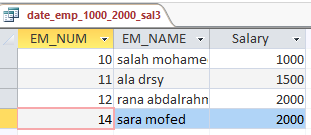 date_emp_1000_2000_sal3
EM_NUM EM_NAME Salary
10 salah mohame 1000
11 ala drsy 1500
12 rana abdalrahn 2000
14 sara mofed 2000